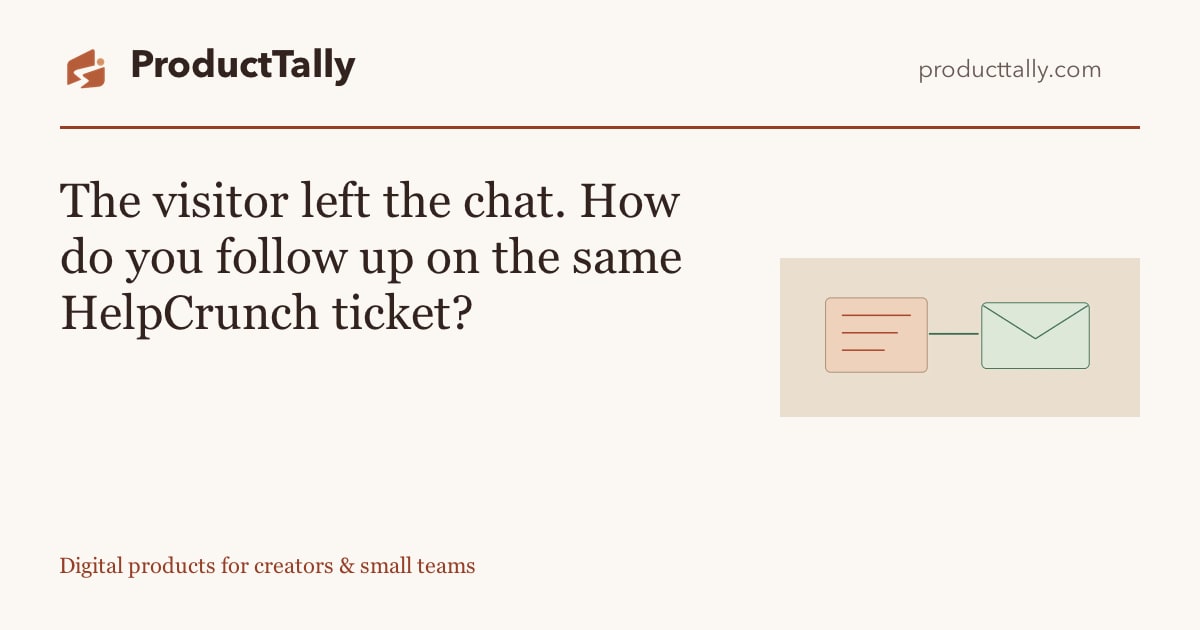 ProductTally
producttally.com
The visitor left the chat. How
do you follow up on the same
HelpCrunch ticket?
Digital products for creators & small teams